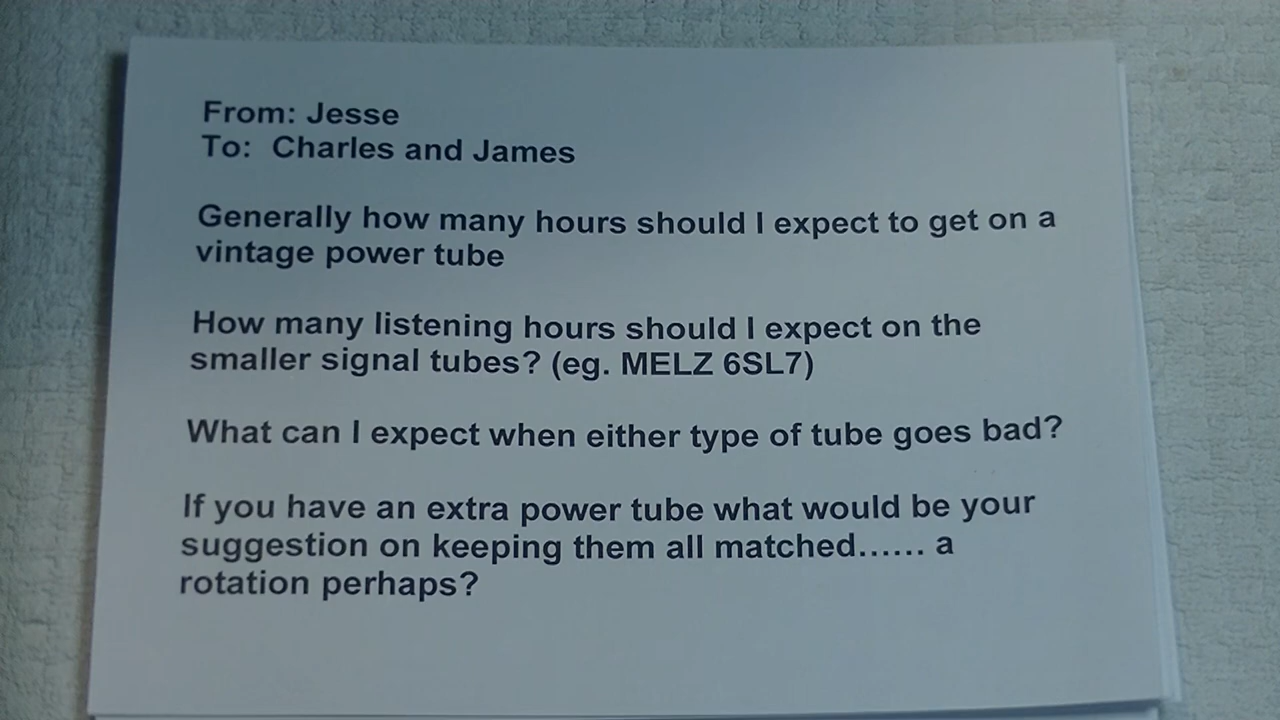 From: Jesse
To: Charles and James
Generally how many hours should I expect to get on a
vintage power tube
How many listening hours should I expect on the
smaller signal tubes? (eg. MELZ 6SL7)
What can I expect when either type of tube goes bad?
If you have an extra power tube what would be your
suggestion on keeping them all matched...... a
rotation perhaps?